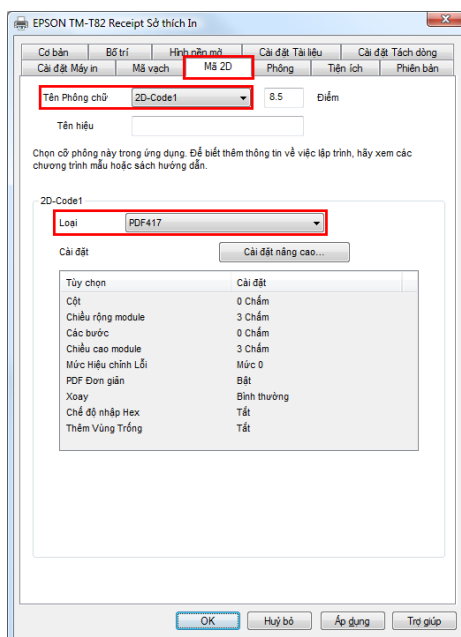 EPSON TM-T82 Receipt Sở thích In
Cơ bản Bố trí Hình nền mờ Cài đặt Tài liệu Cài đặt Tách dòng
Cài đặt Máy in Mã vạch Mã 2D Phông Tiện ích Phiên bản
Tên Phông chữ 2D-Code1 8.5 Điểm
Tên hiệu
Chọn cỡ phông này trong ứng dụng. Để biết thêm thông tin về việc lập trình, hãy xem các
chương trình mẫu hoặc sách hướng dẫn.
2D-Code1
Loại PDF417
Cài đặt Cài đặt nâng cao...
Tùy chọn Cài đặt
Cột 0 Chấm
Chiều rộng module 3 Chấm
Các bước 0 Chấm
Chiều cao module 3 Chấm
Mức Hiệu chỉnh Lỗi Mức 0
PDF Đơn giản Bật
Xoay Bình thường
Chế độ nhập Hex Tắt
Thêm Vùng Trống Tắt
OK Huỷ bỏ Áp dụng Trợ giúp